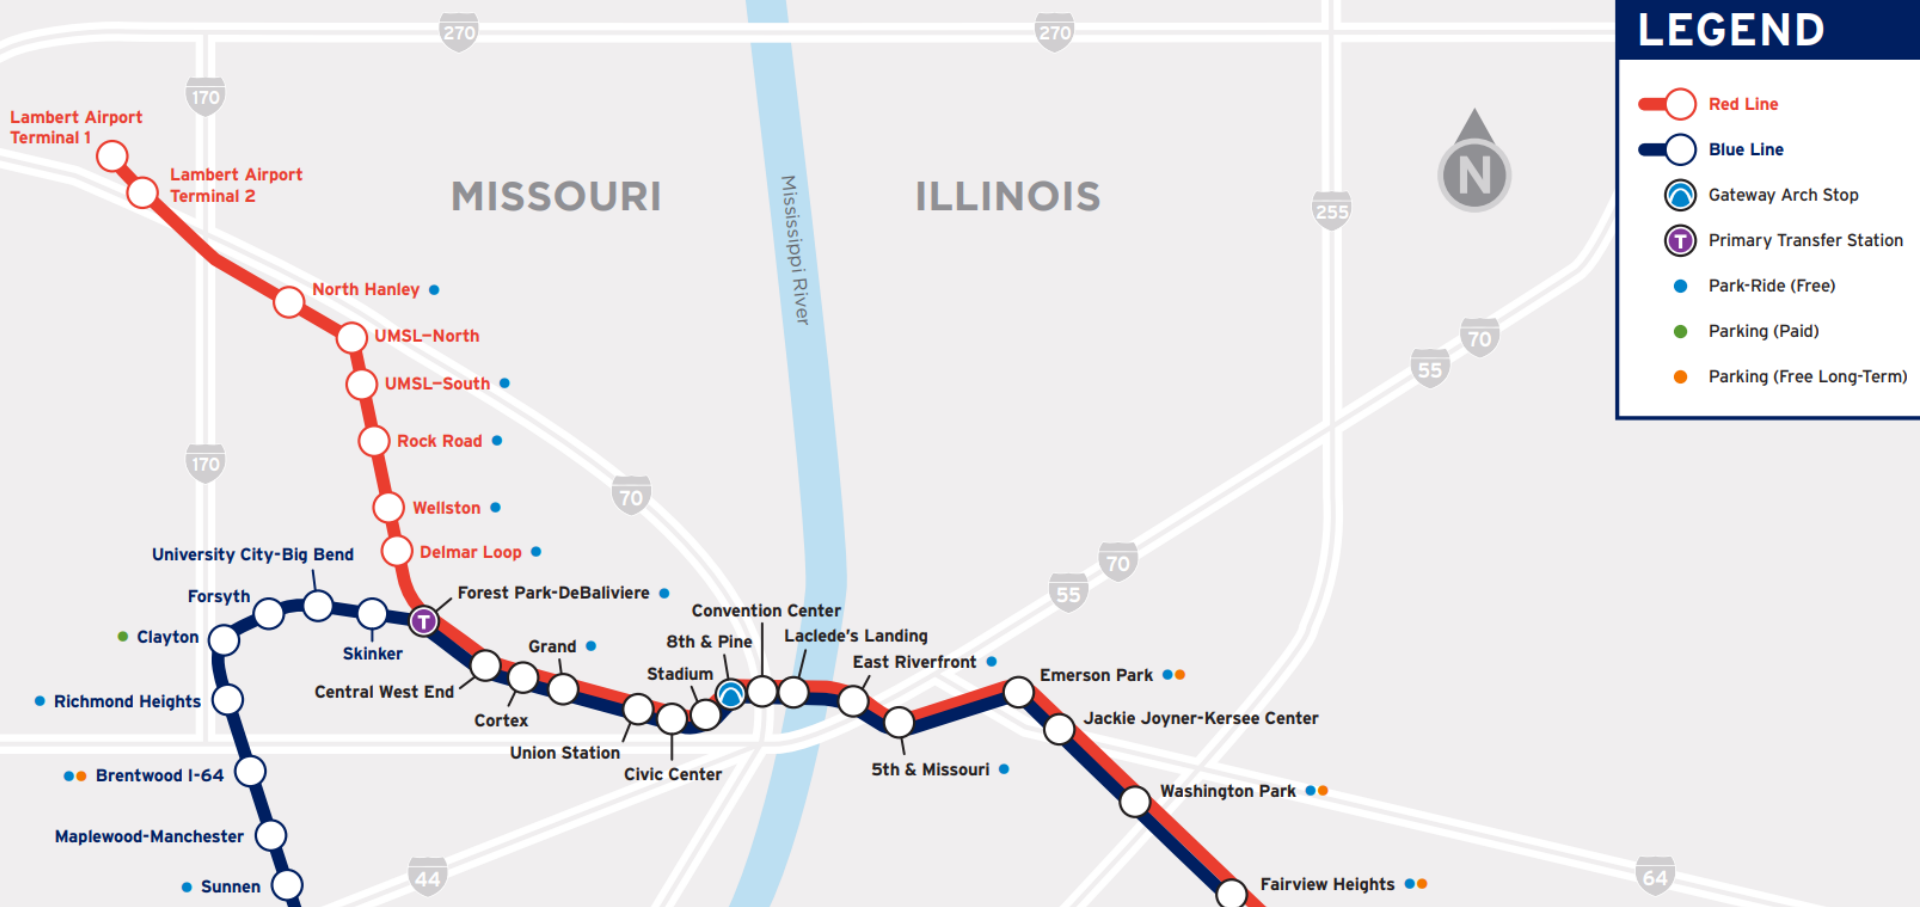 270
270
LEGEND
170
Red Line
Lambert Airport
Terminal 1
Blue Line
Lambert Airport
Terminal 2
MISSOURI
ILLINOIS
N
Gateway Arch Stop
255
T
Primary Transfer Station
Mississippi River
Park-Ride (Free)
North Hanley
Parking (Paid)
UMSL–North
70
55
Parking (Free Long-Term)
UMSL–South
Rock Road
170
70
Wellston
Delmar Loop
University City-Big Bend
70
55
Forsyth
Forest Park-DeBaliviere
Convention Center
T
Clayton
8th & Pine
Laclede's Landing
Skinker
Grand
East Riverfront
Stadium
Emerson Park
Central West End
Richmond Heights
Cortex
Jackie Joyner-Kersee Center
Union Station
Civic Center
5th & Missouri
Brentwood I-64
Washington Park
Maplewood-Manchester
44
64
Sunnen
Fairview Heights